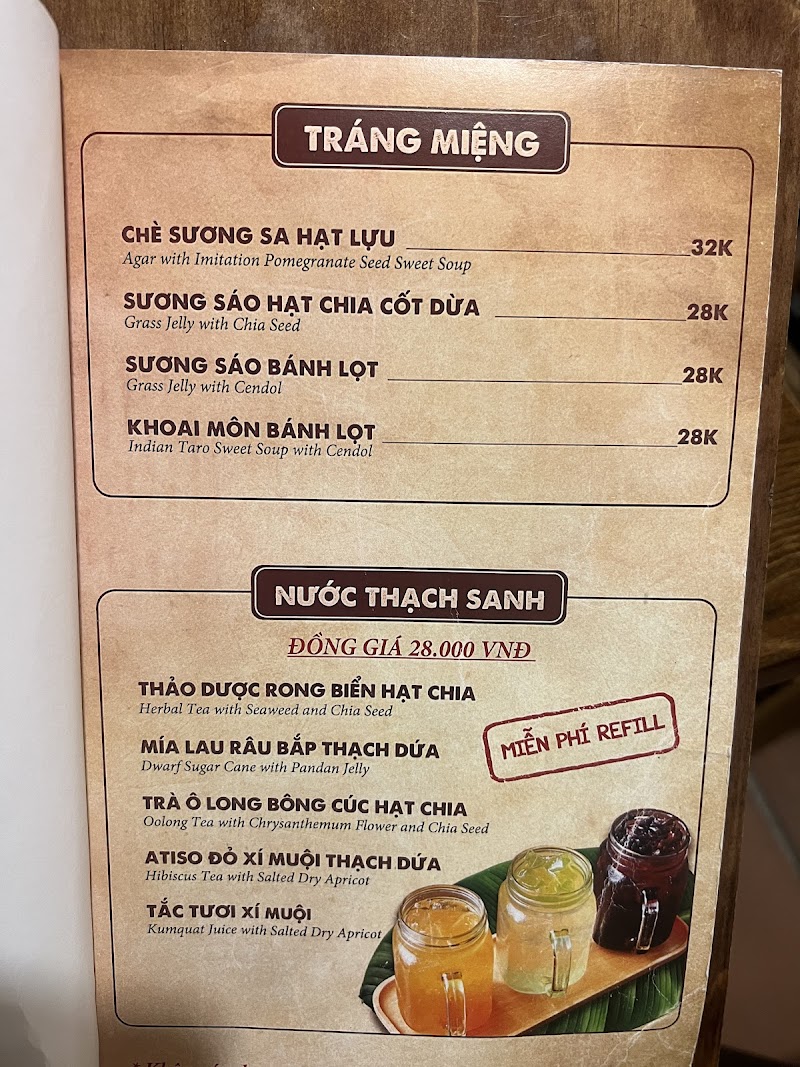 TRÁNG MIỆNG
CHÈ SƯƠNG SA HẠT LỰU 32K
Agar with Imitation Pomegranate Seed Sweet Soup
SƯƠNG SÁO HẠT CHIA CỐT DỪA 28K
Grass Jelly with Chia Seed
SƯƠNG SÁO BÁNH LỌT 28K
Grass Jelly with Cendol
KHOAI MÔN BÁNH LỌT 28K
Indian Taro Sweet Soup with Cendol
NƯỚC THẠCH SANH
ĐỒNG GIÁ 28.000 VNĐ
THẢO DƯỢC RONG BIỂN HẠT CHIA
Herbal Tea with Seaweed and Chia Seed
MIỄN PHÍ REFILL
MÍA LAU RÂU BẮP THẠCH DỨA
Dwarf Sugar Cane with Pandan Jelly
TRÀ Ô LONG BÔNG CÚC HẠT CHIA
Oolong Tea with Chrysanthemum Flower and Chia Seed
ATISO ĐỎ XÍ MUỘI THẠCH DỨA
Hibiscus Tea with Salted Dry Apricot
TẮC TƯƠI XÍ MUỘI
Kumquat Juice with Salted Dry Apricot